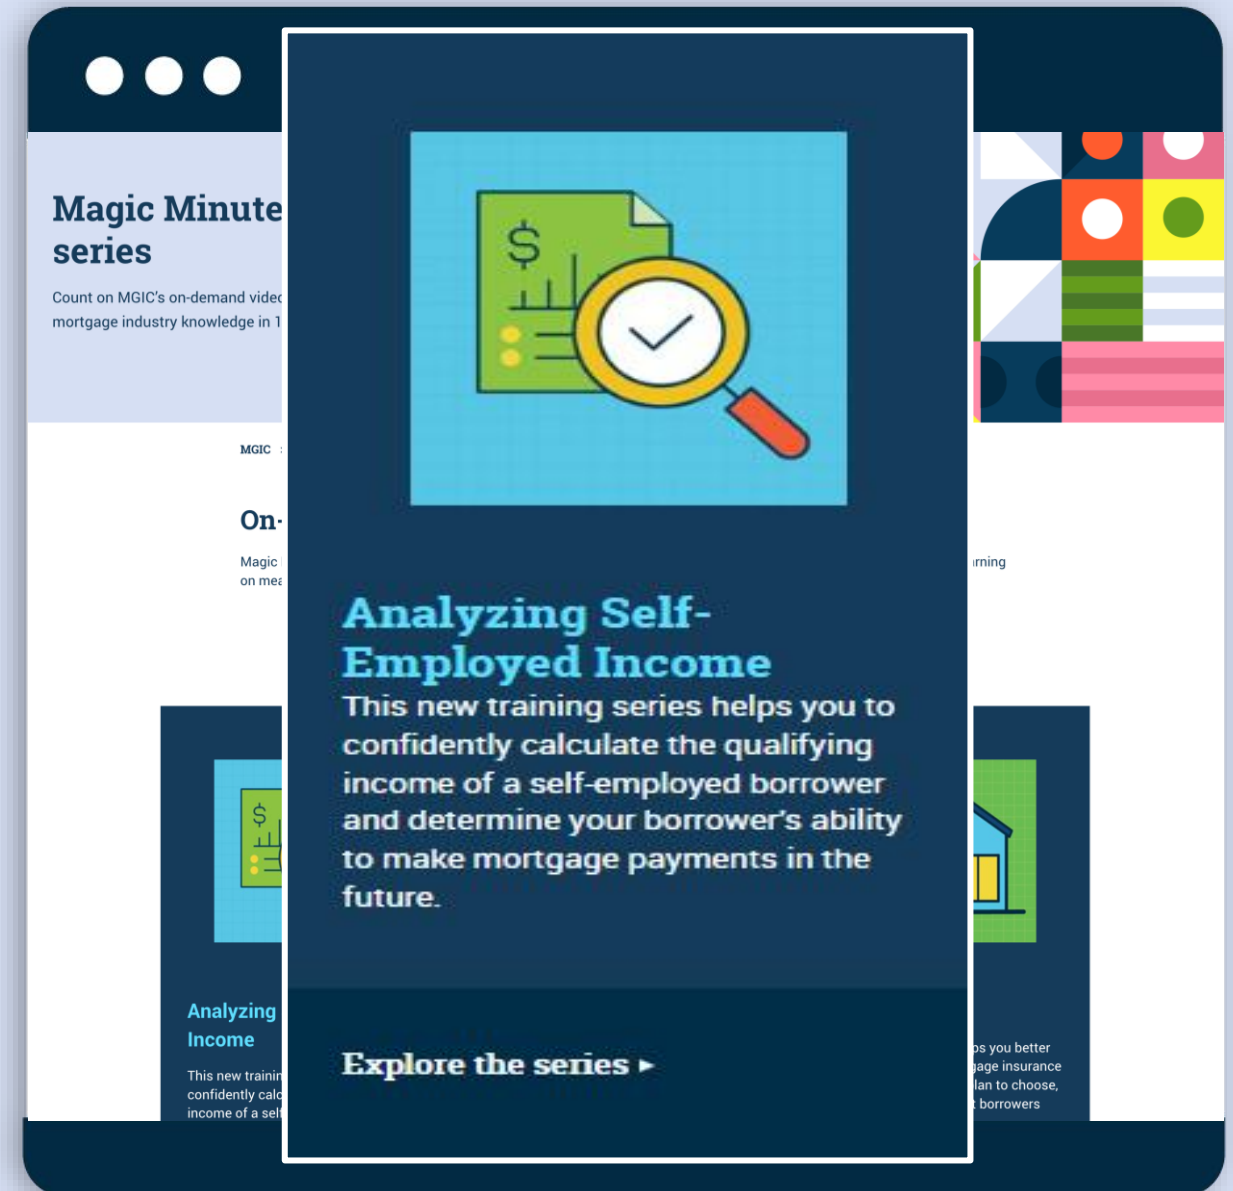 Magic Minute
series
Count on MGIC's on-demand video
mortgage industry knowledge in 1
MGIC
On-
Magic
on mea
rning
$
Analyzing Self-
Employed Income
This new training series helps you to
confidently calculate the qualifying
income of a self-employed borrower
and determine your borrower's ability
to make mortgage payments in the
future.
Explore the series ▸
$
Analyzing
Income
This new trainin
confidently calc
income of a self
ps you better
gage insurance
lan to choose,
t borrowers